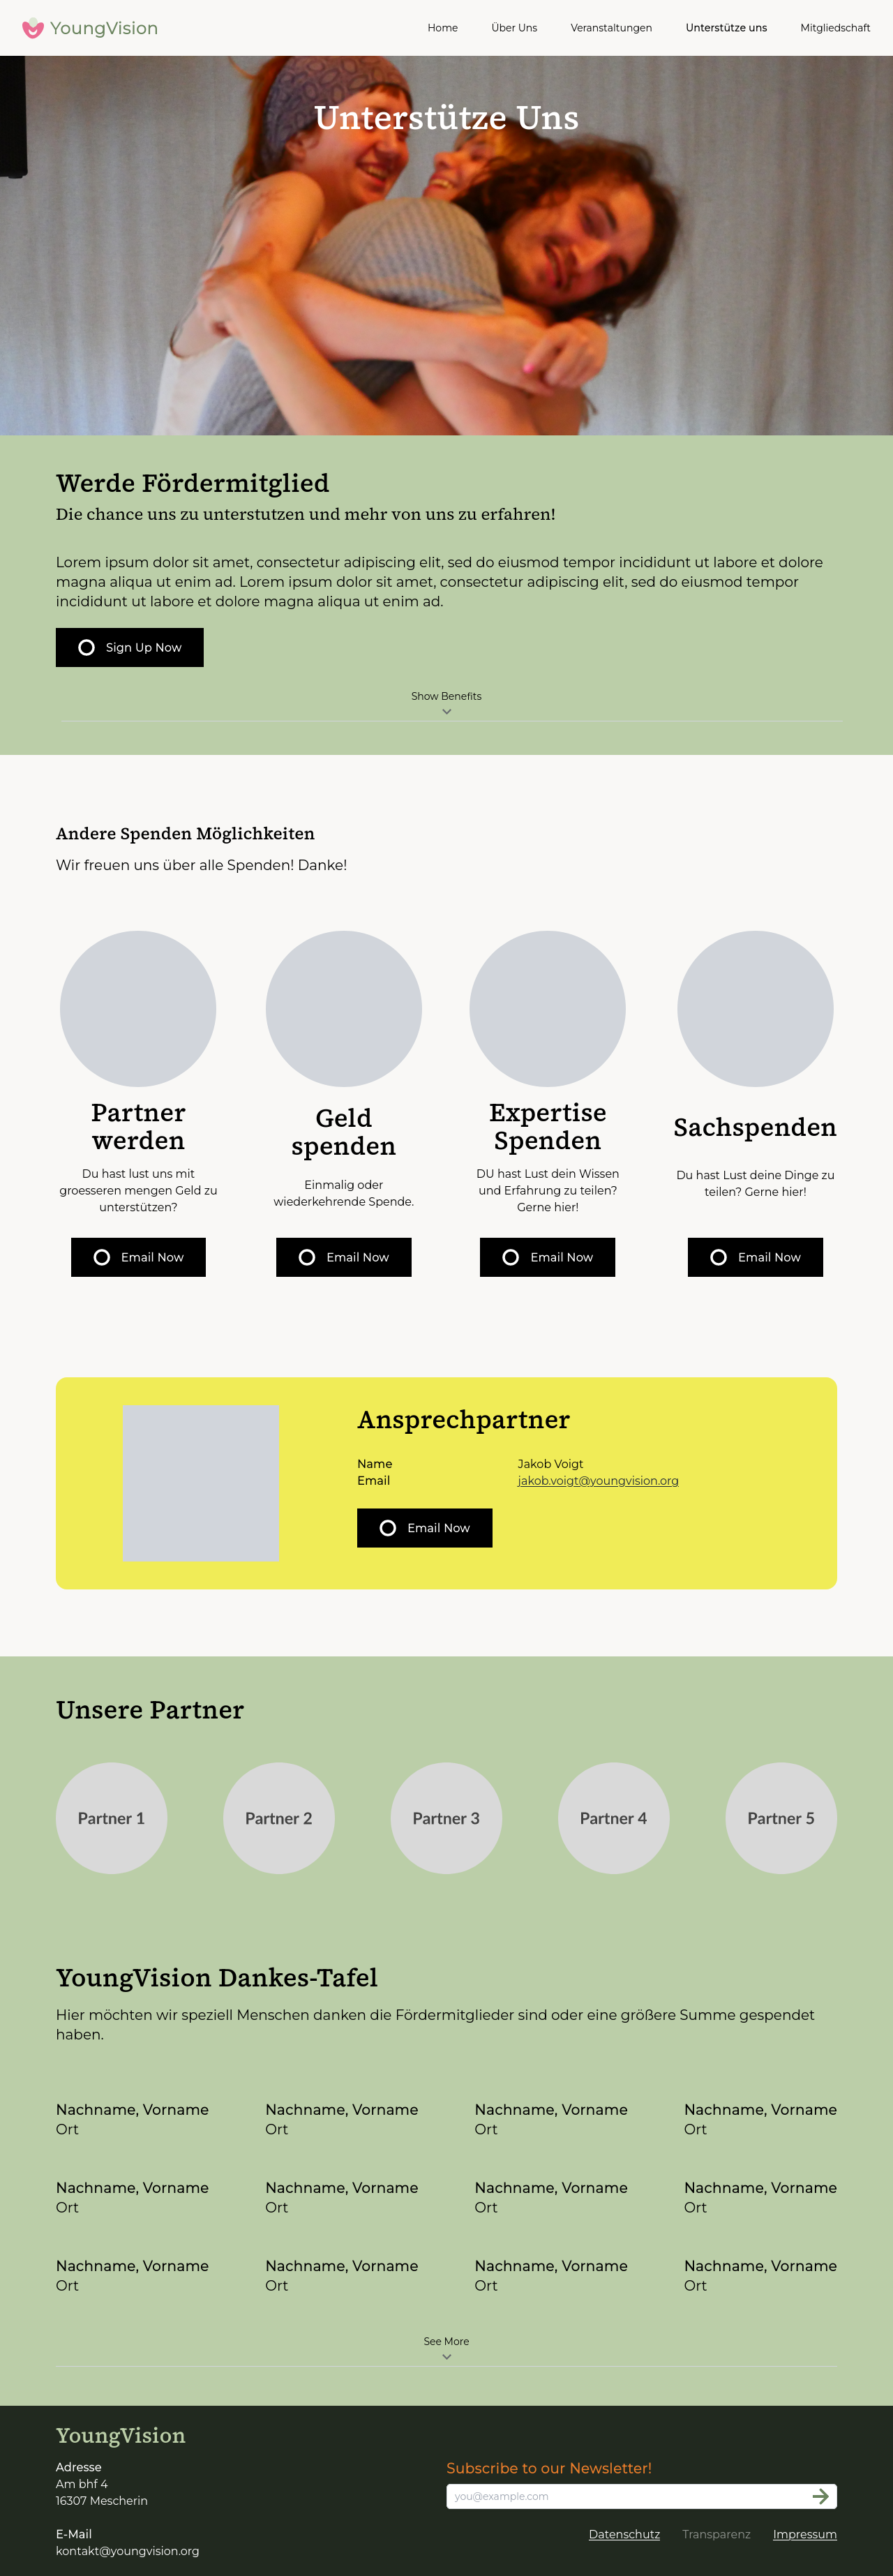 YoungVision
Home Über Uns Veranstaltungen Unterstütze uns Mitgliedschaft
Unterstütze Uns
Werde Fördermitglied
Die chance uns zu unterstutzen und mehr von uns zu erfahren!
Lorem ipsum dolor sit amet, consectetur adipiscing elit, sed do eiusmod tempor incididunt ut labore et dolore
magna aliqua ut enim ad. Lorem ipsum dolor sit amet, consectetur adipiscing elit, sed do eiusmod tempor
incididunt ut labore et dolore magna aliqua ut enim ad.
Sign Up Now
Show Benefits
Andere Spenden Möglichkeiten
Wir freuen uns über alle Spenden! Danke!
Partner
werden
Du hast lust uns mit
groesseren mengen Geld zu
unterstützen?
Email Now
Geld
spenden
Einmalig oder
wiederkehrende Spende.
Email Now
Expertise
Spenden
DU hast Lust dein Wissen
und Erfahrung zu teilen?
Gerne hier!
Email Now
Sachspenden
Du hast Lust deine Dinge zu
teilen? Gerne hier!
Email Now
Ansprechpartner
Name Jakob Voigt
Email jakob.voigt@youngvision.org
Email Now
Unsere Partner
Partner 1 Partner 2 Partner 3 Partner 4 Partner 5
YoungVision Dankes-Tafel
Hier möchten wir speziell Menschen danken die Fördermitglieder sind oder eine größere Summe gespendet
haben.
Nachname, Vorname Nachname, Vorname Nachname, Vorname Nachname, Vorname
Ort Ort Ort Ort
Nachname, Vorname Nachname, Vorname Nachname, Vorname Nachname, Vorname
Ort Ort Ort Ort
Nachname, Vorname Nachname, Vorname Nachname, Vorname Nachname, Vorname
Ort Ort Ort Ort
See More
YoungVision
Adresse
Am bhf 4
16307 Mescherin
E-Mail
kontakt@youngvision.org
Subscribe to our Newsletter!
you@example.com
Datenschutz Transparenz Impressum